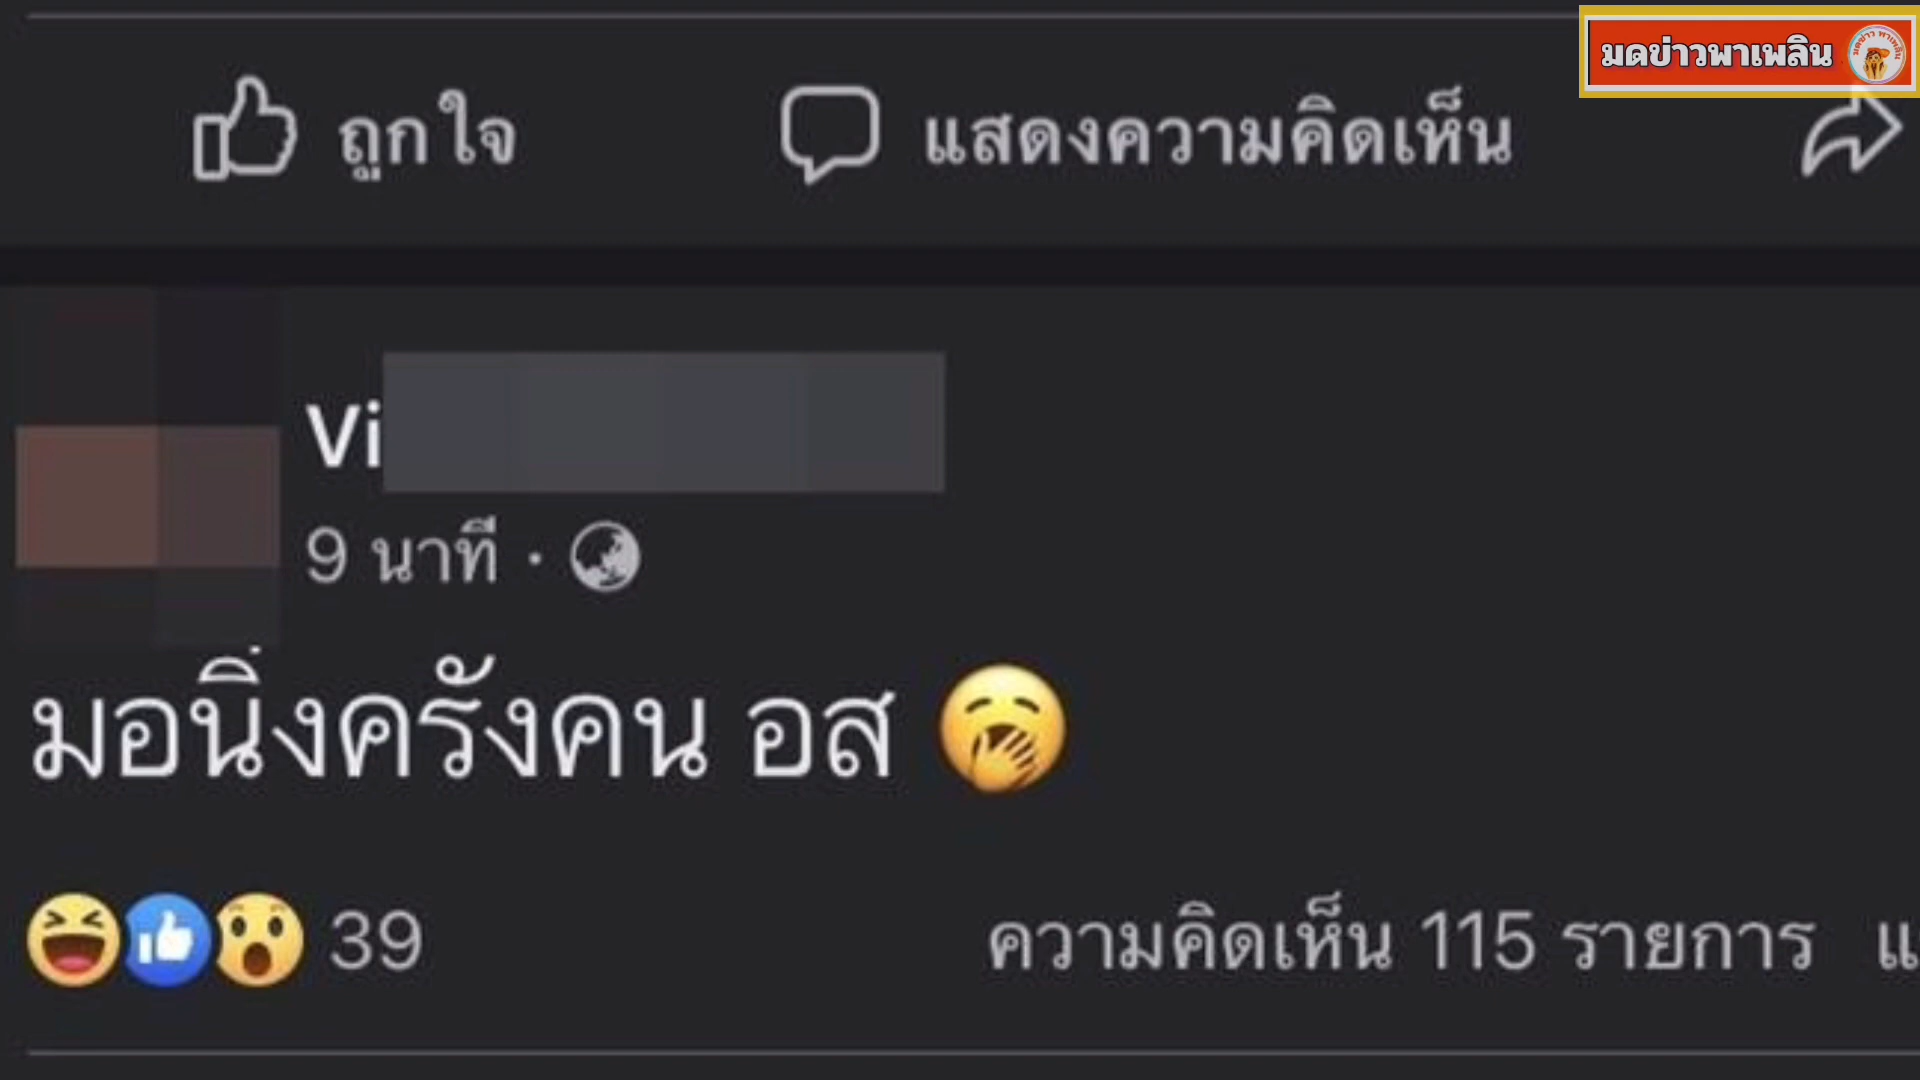 มดข่าวพาเพลิน
ถูกใจ แสดงความคิดเห็น
Vi
9 นาที ·
มอนิ่งครังคน อส 🥱
39 ความคิดเห็น 115 รายการ แ